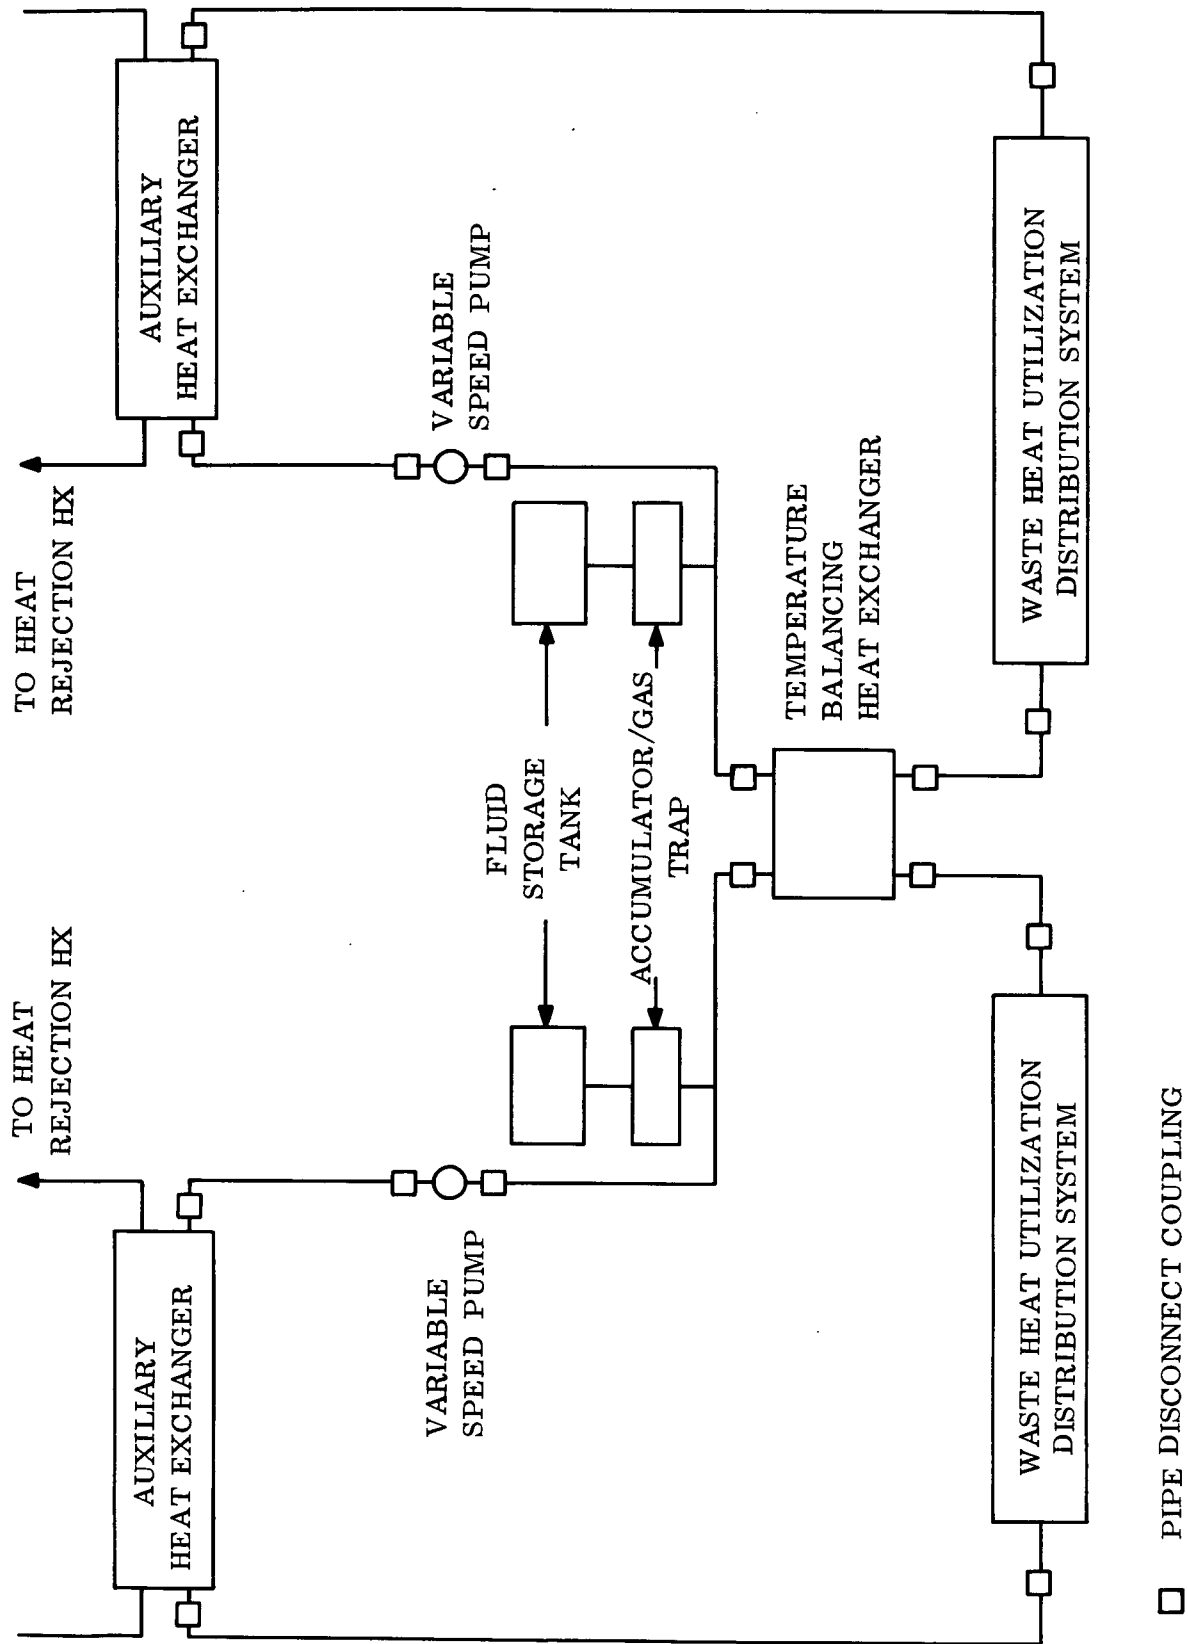 TO HEAT
REJECTION HX
TO HEAT
REJECTION HX
AUXILIARY
HEAT EXCHANGER
AUXILIARY
HEAT EXCHANGER
VARIABLE
SPEED PUMP
VARIABLE
SPEED PUMP
FLUID
STORAGE
TANK
ACCUMULATOR/GAS
TRAP
TEMPERATURE
BALANCING
HEAT EXCHANGER
WASTE HEAT UTILIZATION
DISTRIBUTION SYSTEM
WASTE HEAT UTILIZATION
DISTRIBUTION SYSTEM
PIPE DISCONNECT COUPLING